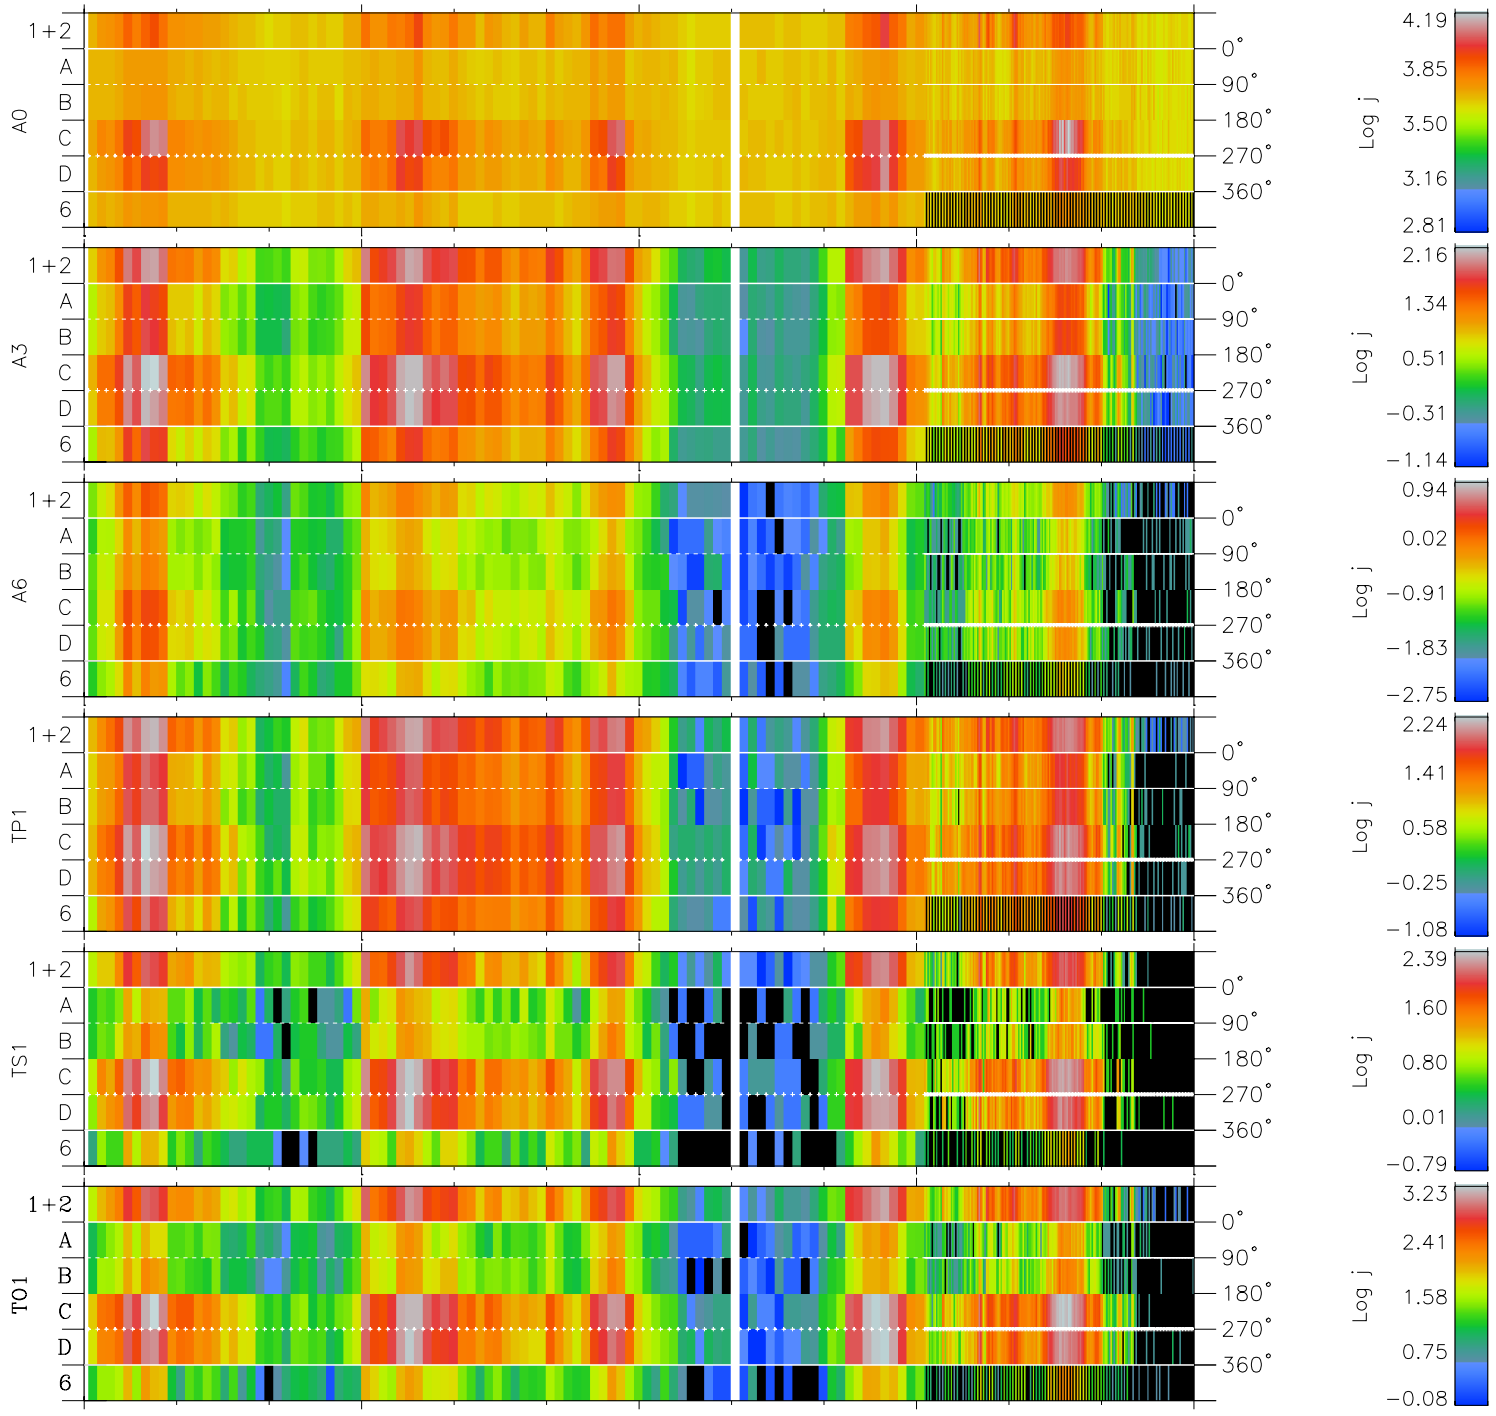 A0
1+2
A
B
C
D
6
0°
90°
180°
270°
360°
Log j
4.19
3.85
3.50
3.16
2.81
A3
1+2
A
B
C
D
6
0°
90°
180°
270°
360°
Log j
2.16
1.34
0.51
−0.31
−1.14
A6
1+2
A
B
C
D
6
0°
90°
180°
270°
360°
Log j
0.94
0.02
−0.91
−1.83
−2.75
TP1
1+2
A
B
C
D
6
0°
90°
180°
270°
360°
Log j
2.24
1.41
0.58
−0.25
−1.08
TS1
1+2
A
B
C
D
6
0°
90°
180°
270°
360°
Log j
2.39
1.60
0.80
0.01
−0.79
TO1
1+2
A
B
C
D
6
0°
90°
180°
270°
360°
Log j
3.23
2.41
1.58
0.75
−0.08